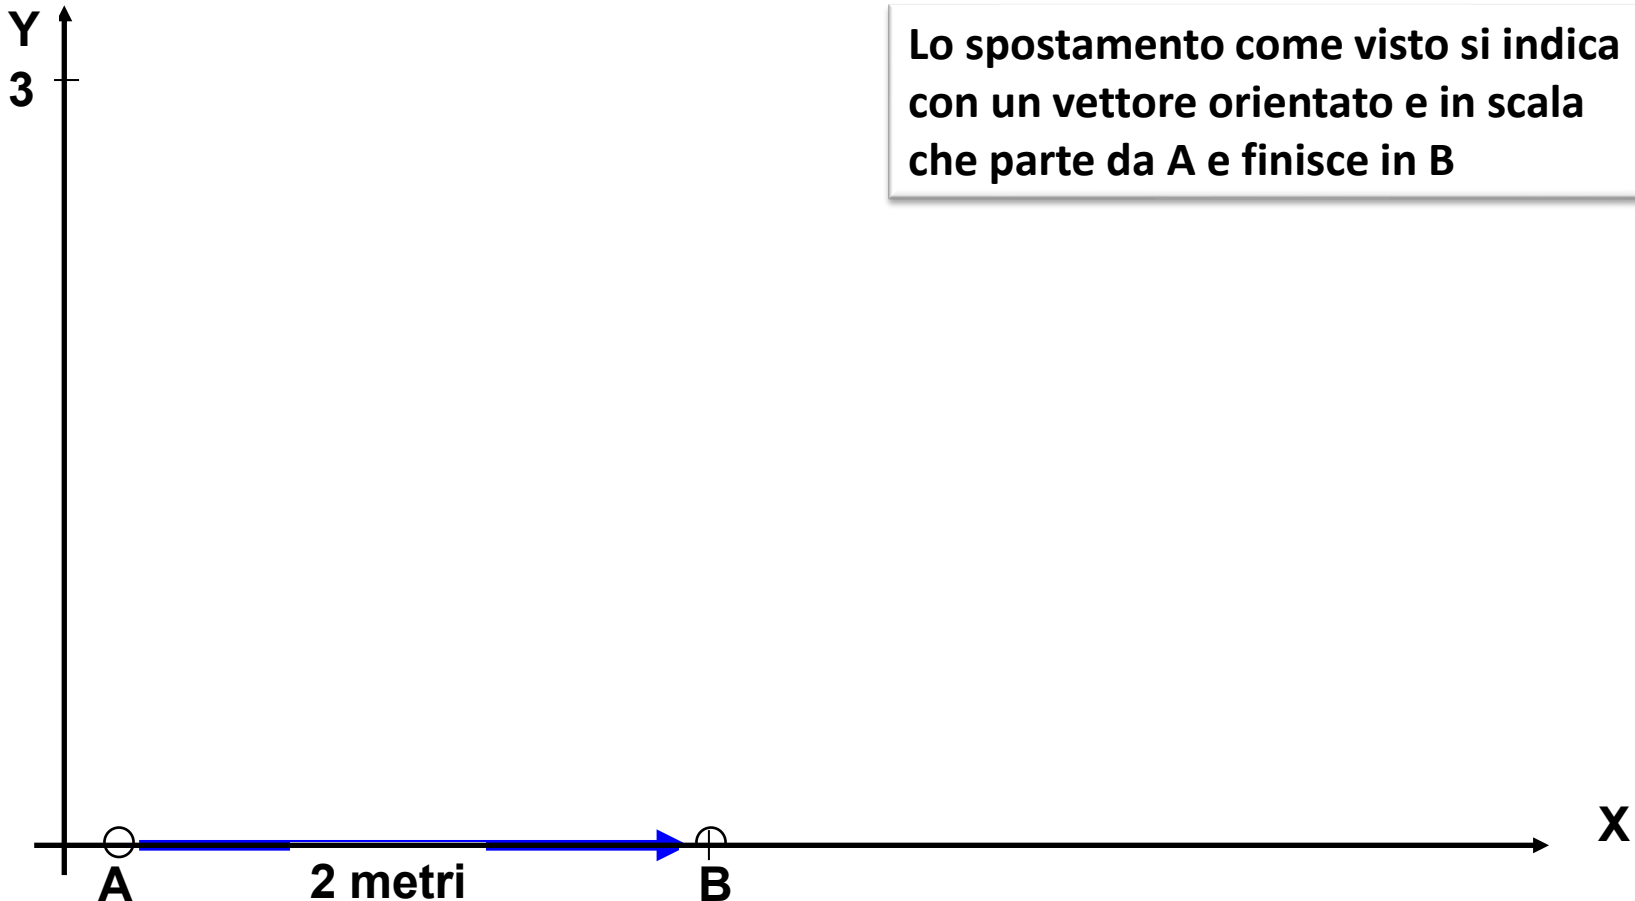 Y
3
Lo spostamento come visto si indica
con un vettore orientato e in scala
che parte da A e finisce in B
X
A
2 metri
B